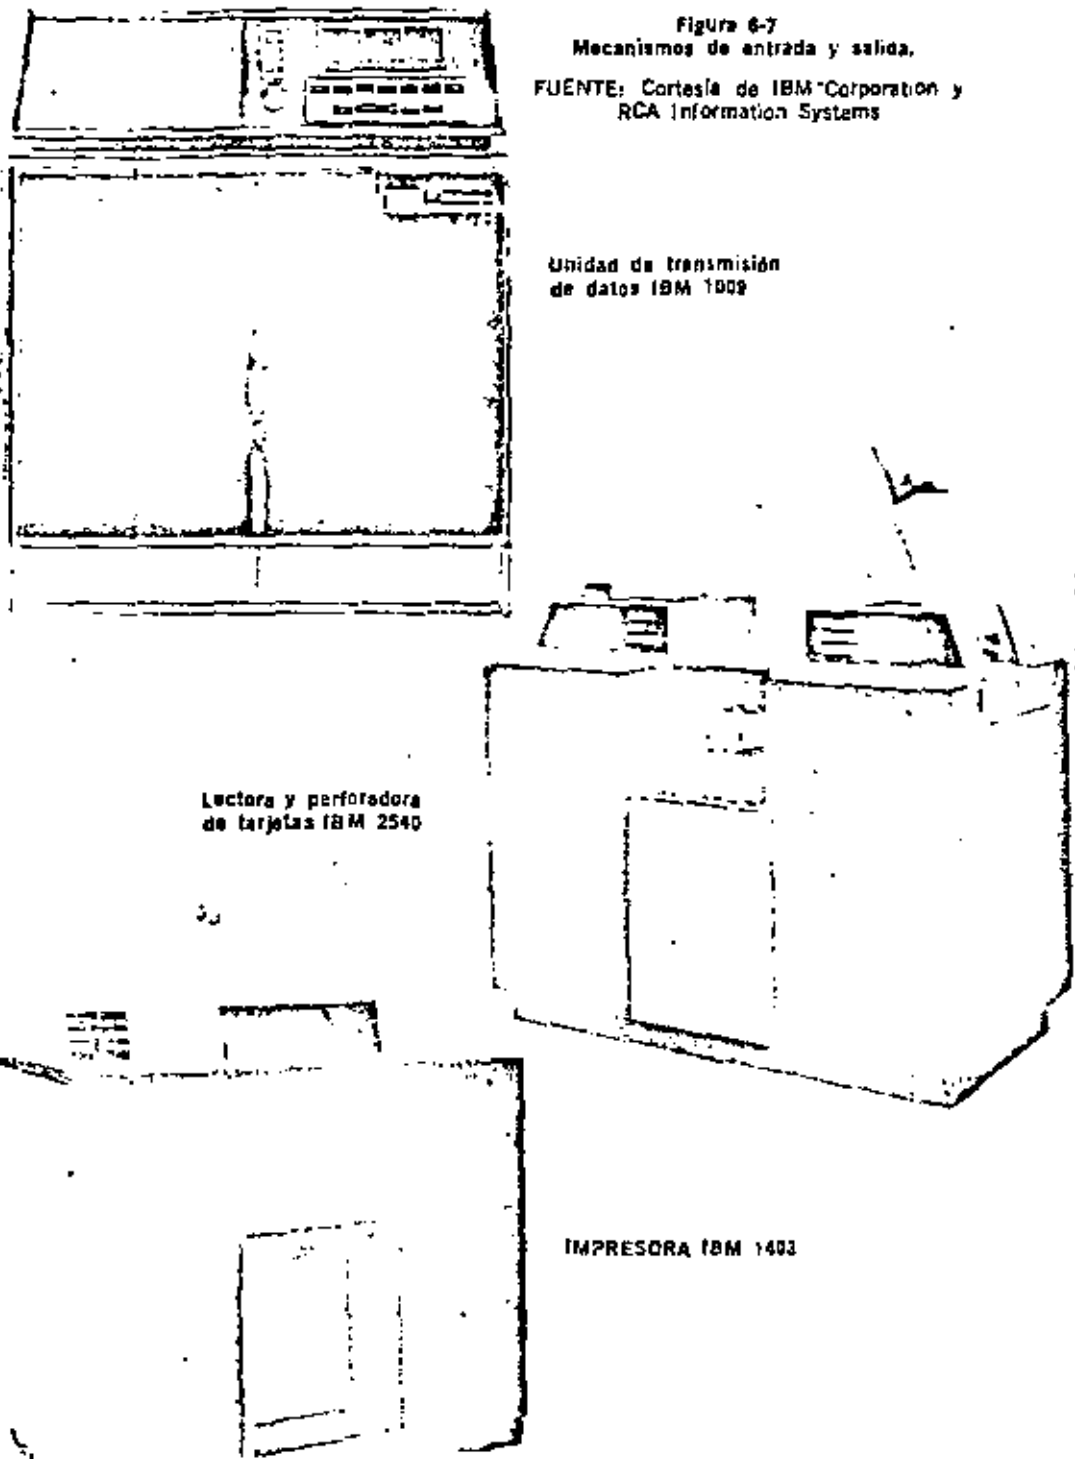 Figura 6-7
Mecanismos de entrada y salida.
FUENTE: Cortesía de IBM Corporation y
RCA Information Systems
Unidad de transmisión
de datos IBM 1009
Lectora y perforadora
de tarjetas IBM 2540
IMPRESORA IBM 1403